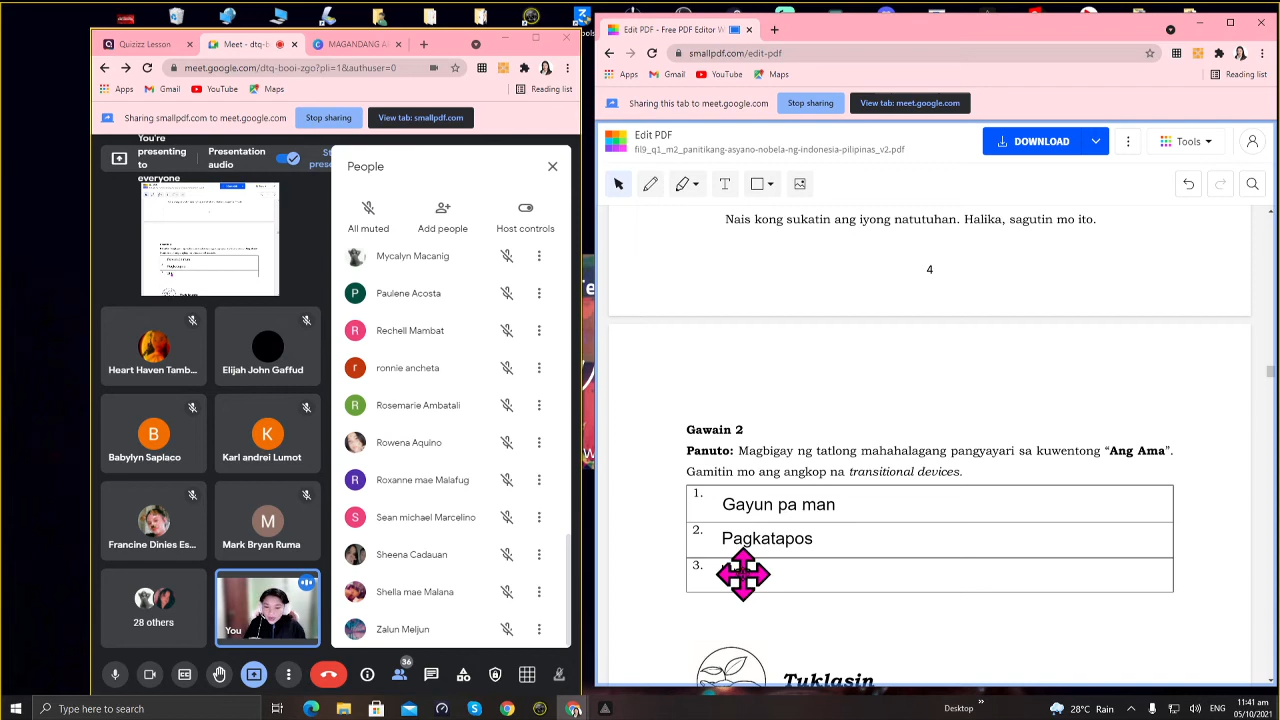 Quizizz Lesson
Meet - dtq-b
MAGANDANG A
meet.google.com/dtq-booi-zgo?pli=1&authuser=0
Apps
Gmail
YouTube
Maps
Reading list
Sharing smallpdf.com to meet.google.com
Stop sharing
View tab: smallpdf.com
You're
presenting
to
everyone
Presentation
audio
People
All muted
Add people
Host controls
Mycalyn Macanig
Paulene Acosta
Rechell Mambat
ronnie ancheta
Rosemarie Ambatali
Rowena Aquino
Roxanne mae Malafug
Sean michael Marcelino
Sheena Cadauan
Shella mae Malana
Zalun Meljun
Heart Haven Tamb...
Elijah John Gaffud
Babylyn Saplaco
Karl andrei Lumot
Francine Dinies Es...
Mark Bryan Ruma
28 others
You
36
Edit PDF - Free PDF Editor W
smallpdf.com/edit-pdf
Apps
Gmail
YouTube
Maps
Reading list
Sharing this tab to meet.google.com
Stop sharing
View tab: meet.google.com
Edit PDF
fil9_q1_m2_panitikang-asyano-nobela-ng-indonesia-pilipinas_v2.pdf
DOWNLOAD
Tools
Nais kong sukatin ang iyong natutuhan. Halika, sagutin mo ito.
4
Gawain 2
Panuto: Magbigay ng tatlong mahahalagang pangyayari sa kuwentong “Ang Ama”.
Gamitin mo ang angkop na transitional devices.
1. Gayun pa man
2. Pagkatapos
3.
Tuklasin
Type here to search
Desktop
28°C Rain
ENG
11:41 am
05/10/2021